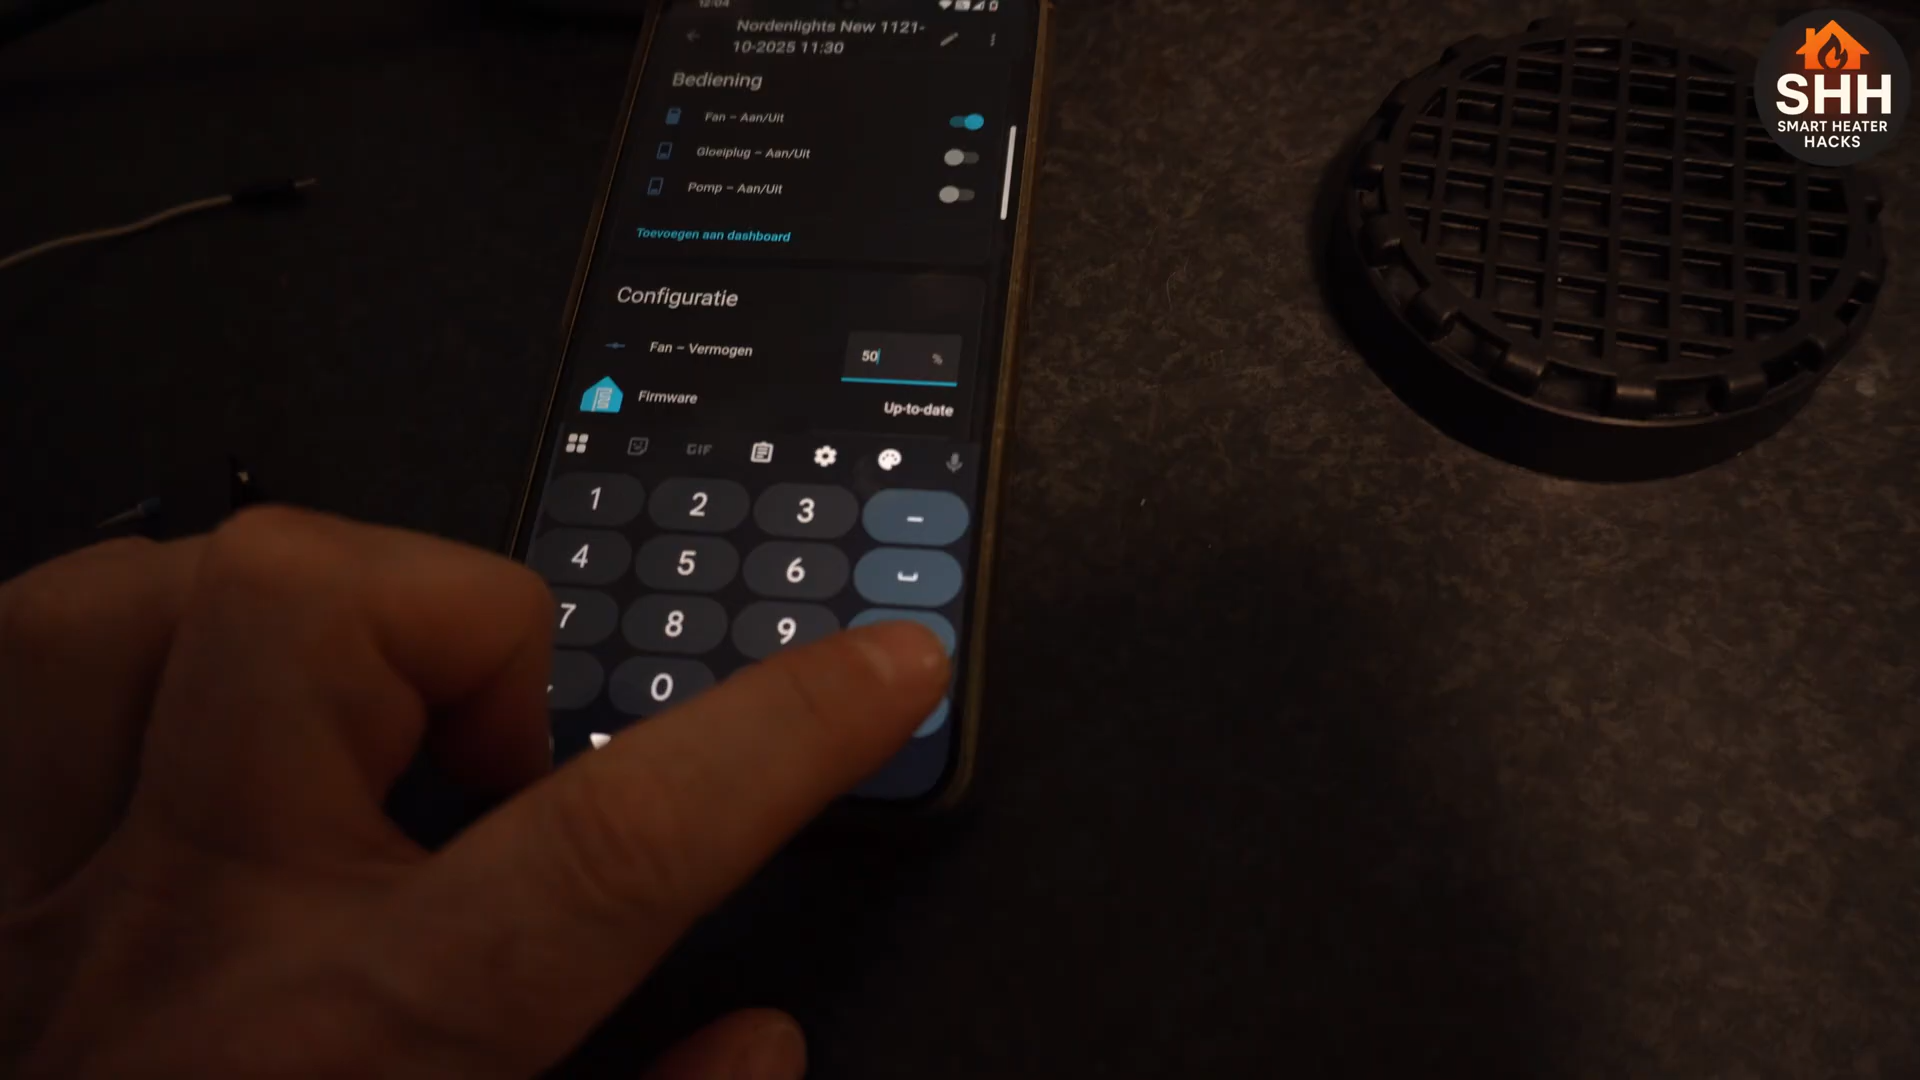 12:04
Nordenlights New 1121-
10-2025 11:30
Bediening
Fan – Aan/Uit
Gloeiplug – Aan/Uit
Pomp – Aan/Uit
Toevoegen aan dashboard
Configuratie
Fan – Vermogen
50 %
Firmware
Up-to-date
GIF
1 2 3 –
4 5 6
7 8 9
0
SHH
SMART HEATER
HACKS